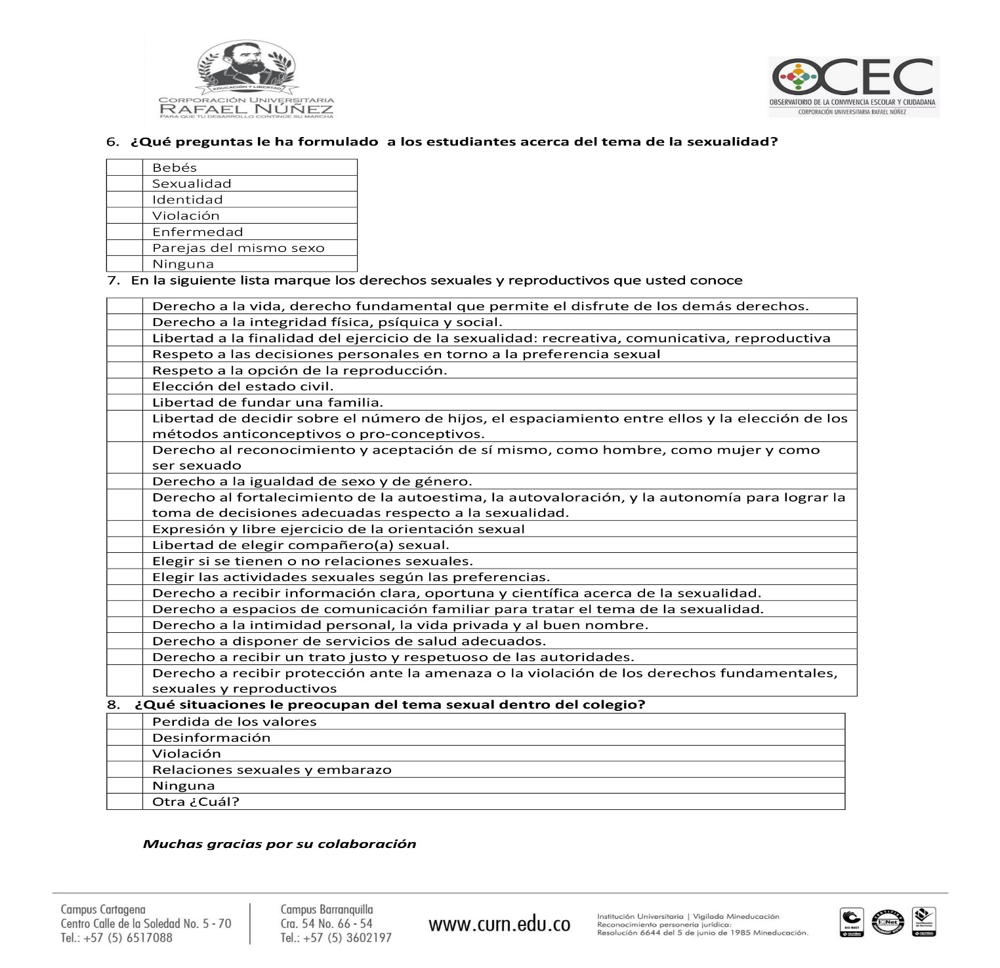 EDUCACIÓN Y LIBERTAD
CORPORACIÓN UNIVERSITARIA
RAFAEL NÚÑEZ
PARA QUE TU DESARROLLO CONTINÚE SU MARCHA
OCEC
OBSERVATORIO DE LA CONVIVENCIA ESCOLAR Y CIUDADANA
CORPORACIÓN UNIVERSITARIA RAFAEL NÚÑEZ
6. ¿Qué preguntas le ha formulado a los estudiantes acerca del tema de la sexualidad?
Bebés
Sexualidad
Identidad
Violación
Enfermedad
Parejas del mismo sexo
Ninguna
7. En la siguiente lista marque los derechos sexuales y reproductivos que usted conoce
Derecho a la vida, derecho fundamental que permite el disfrute de los demás derechos.
Derecho a la integridad física, psíquica y social.
Libertad a la finalidad del ejercicio de la sexualidad: recreativa, comunicativa, reproductiva
Respeto a las decisiones personales en torno a la preferencia sexual
Respeto a la opción de la reproducción.
Elección del estado civil.
Libertad de fundar una familia.
Libertad de decidir sobre el número de hijos, el espaciamiento entre ellos y la elección de los
métodos anticonceptivos o pro-conceptivos.
Derecho al reconocimiento y aceptación de sí mismo, como hombre, como mujer y como
ser sexuado
Derecho a la igualdad de sexo y de género.
Derecho al fortalecimiento de la autoestima, la autovaloración, y la autonomía para lograr la
toma de decisiones adecuadas respecto a la sexualidad.
Expresión y libre ejercicio de la orientación sexual
Libertad de elegir compañero(a) sexual.
Elegir si se tienen o no relaciones sexuales.
Elegir las actividades sexuales según las preferencias.
Derecho a recibir información clara, oportuna y científica acerca de la sexualidad.
Derecho a espacios de comunicación familiar para tratar el tema de la sexualidad.
Derecho a la intimidad personal, la vida privada y al buen nombre.
Derecho a disponer de servicios de salud adecuados.
Derecho a recibir un trato justo y respetuoso de las autoridades.
Derecho a recibir protección ante la amenaza o la violación de los derechos fundamentales,
sexuales y reproductivos
8. ¿Qué situaciones le preocupan del tema sexual dentro del colegio?
Perdida de los valores
Desinformación
Violación
Relaciones sexuales y embarazo
Ninguna
Otra ¿Cuál?
Muchas gracias por su colaboración
Campus Cartagena
Centro Calle de la Soledad No. 5 - 70
Tel.: +57 (5) 6517088
Campus Barranquilla
Cra. 54 No. 66 - 54
Tel.: +57 (5) 3602197
www.curn.edu.co
Institución Universitaria | Vigilada Mineducación
Reconocimiento personería jurídica:
Resolución 6644 del 5 de junio de 1985 Mineducación.
ISO 9001
IQNet